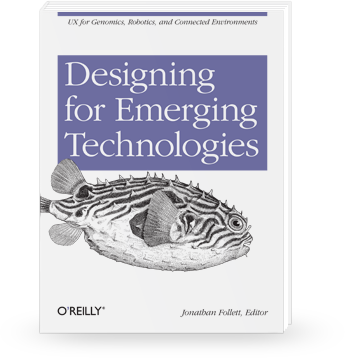 UX for Genomics, Robotics, and Connected Environments
Designing
for Emerging
Technologies
O'REILLY®
Jonathan Follett, Editor